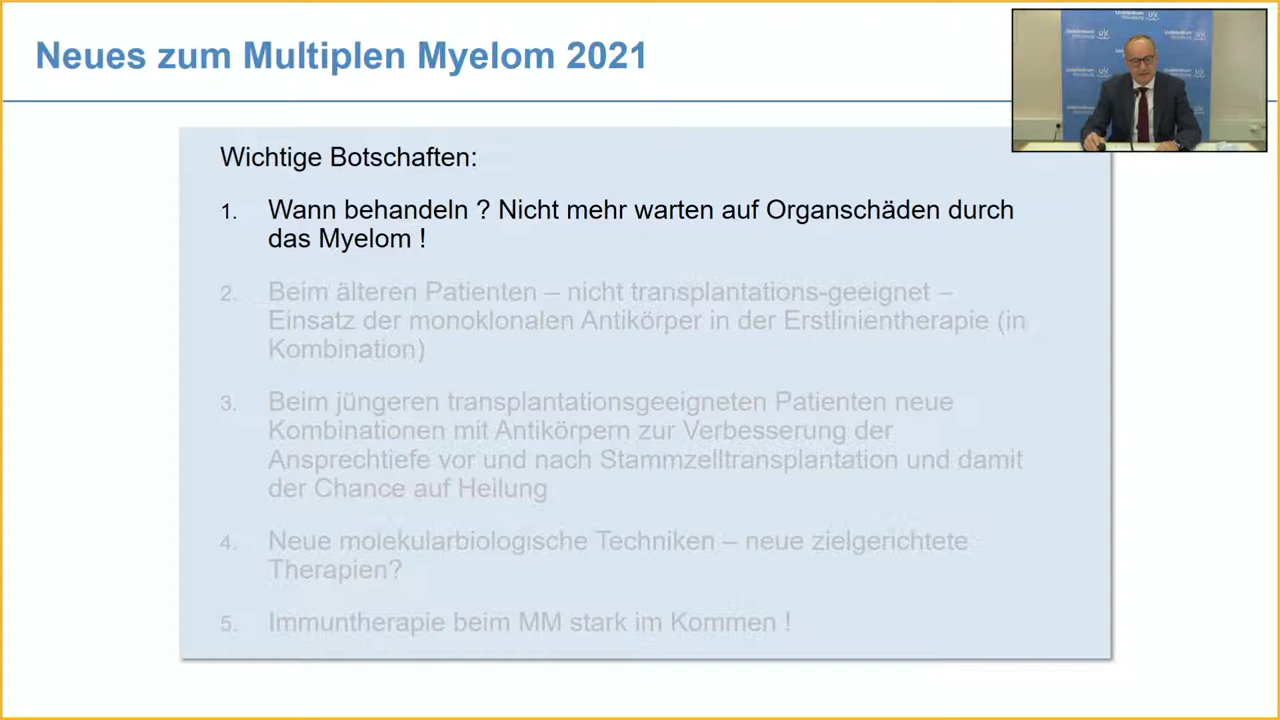 Neues zum Multiplen Myelom 2021
Wichtige Botschaften:
1. Wann behandeln ? Nicht mehr warten auf Organschäden durch
das Myelom !
2. Beim älteren Patienten – nicht transplantations-geeignet –
Einsatz der monoklonalen Antikörper in der Erstlinientherapie (in
Kombination)
3. Beim jüngeren transplantationsgeeigneten Patienten neue
Kombinationen mit Antikörpern zur Verbesserung der
Ansprechtiefe vor und nach Stammzelltransplantation und damit
der Chance auf Heilung
4. Neue molekularbiologische Techniken – neue zielgerichtete
Therapien?
5. Immuntherapie beim MM stark im Kommen !